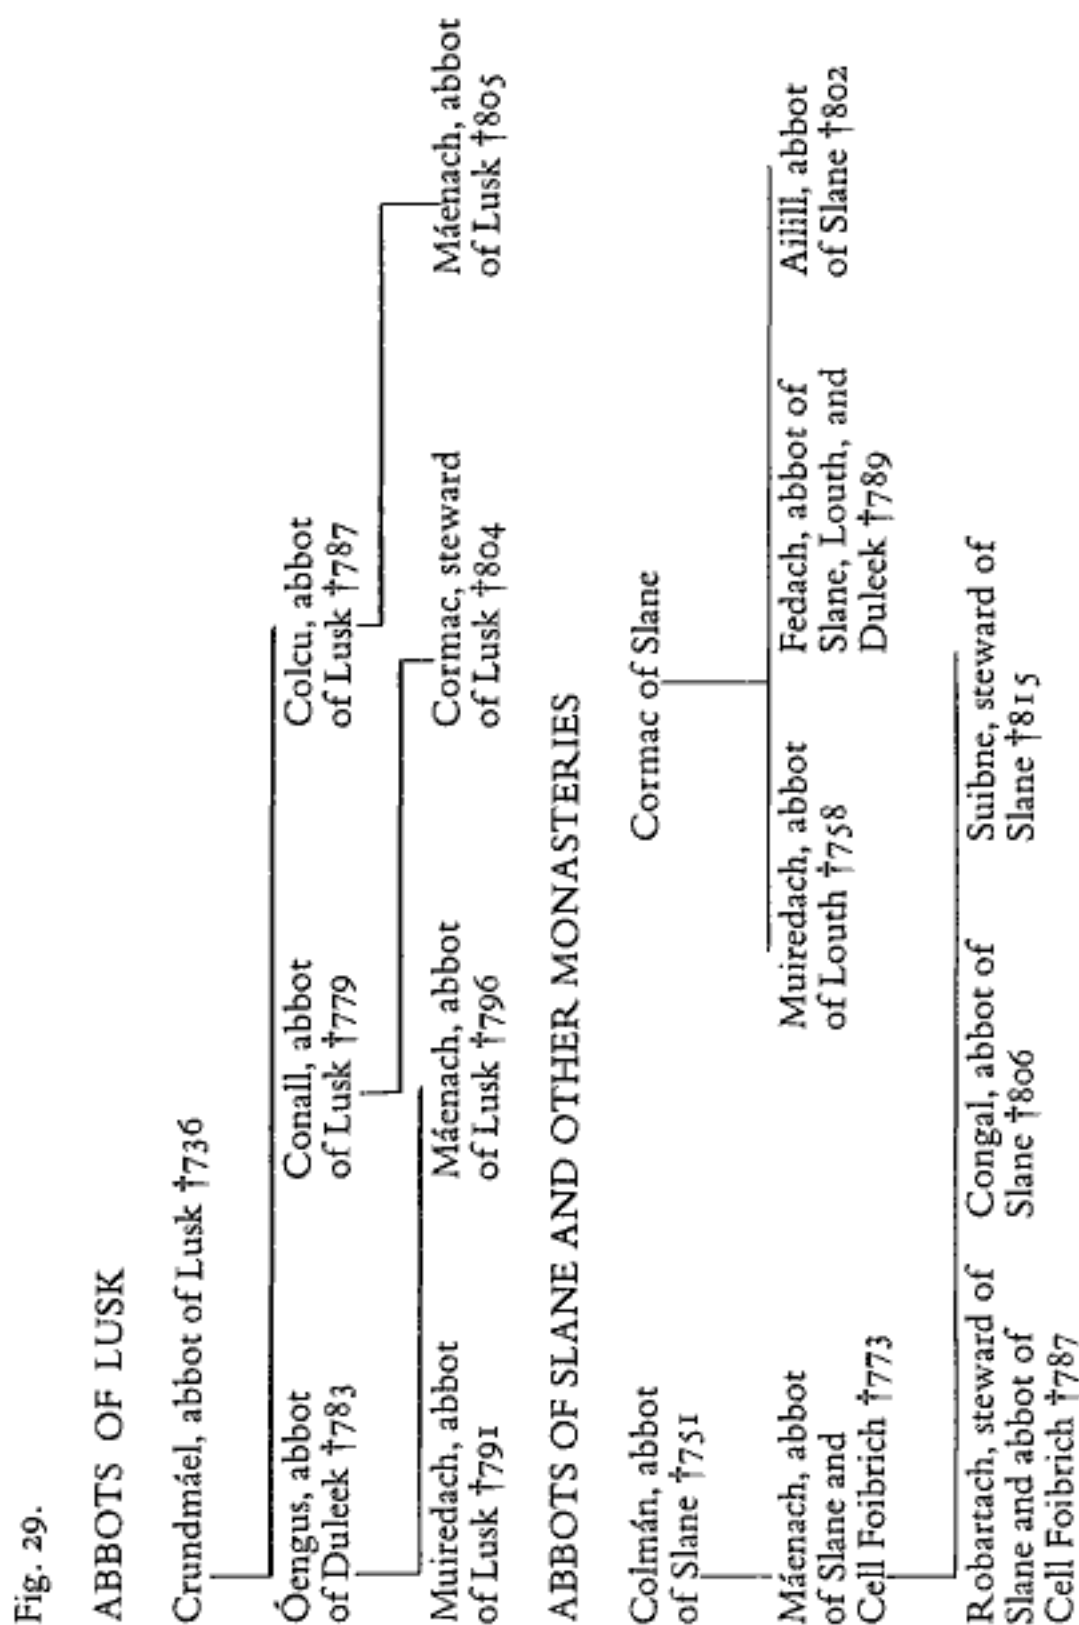 Fig. 29.
ABBOTS OF LUSK
Crundmáel, abbot of Lusk †736
Óengus, abbot
of Duleek †783
Conall, abbot
of Lusk †779
Colcu, abbot
of Lusk †787
Muiredach, abbot
of Lusk †791
Máenach, abbot
of Lusk †796
Cormac, steward
of Lusk †804
Máenach, abbot
of Lusk †805
ABBOTS OF SLANE AND OTHER MONASTERIES
Colmán, abbot
of Slane †751
Cormac of Slane
Máenach, abbot
of Slane and
Cell Foibrich †773
Muiredach, abbot
of Louth †758
Fedach, abbot of
Slane, Louth, and
Duleek †789
Ailill, abbot
of Slane †802
Robartach, steward of
Slane and abbot of
Cell Foibrich †787
Congal, abbot of
Slane †806
Suibne, steward of
Slane †815